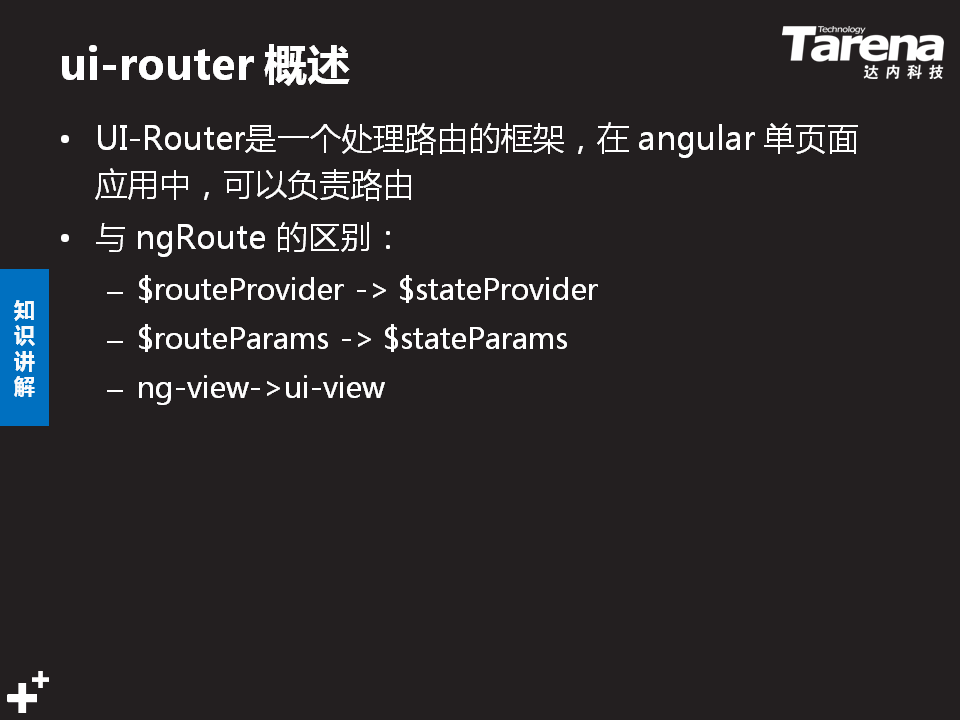 ui-router 概述
Technology
Tarena
达内科技
• UI-Router是一个处理路由的框架，在 angular 单页面
应用中，可以负责路由
• 与 ngRoute 的区别：
– $routeProvider -> $stateProvider
– $routeParams -> $stateParams
– ng-view->ui-view
知
识
讲
解